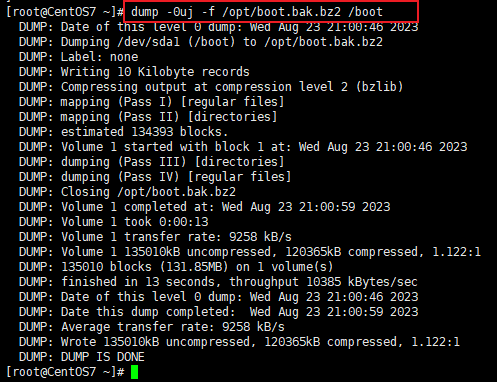 [root@CentOS7 ~]# dump -0uj -f /opt/boot.bak.bz2 /boot
DUMP: Date of this level 0 dump: Wed Aug 23 21:00:46 2023
DUMP: Dumping /dev/sda1 (/boot) to /opt/boot.bak.bz2
DUMP: Label: none
DUMP: Writing 10 Kilobyte records
DUMP: Compressing output at compression level 2 (bzlib)
DUMP: mapping (Pass I) [regular files]
DUMP: mapping (Pass II) [directories]
DUMP: estimated 134393 blocks.
DUMP: Volume 1 started with block 1 at: Wed Aug 23 21:00:46 2023
DUMP: dumping (Pass III) [directories]
DUMP: dumping (Pass IV) [regular files]
DUMP: Closing /opt/boot.bak.bz2
DUMP: Volume 1 completed at: Wed Aug 23 21:00:59 2023
DUMP: Volume 1 took 0:00:13
DUMP: Volume 1 transfer rate: 9258 kB/s
DUMP: Volume 1 135010kB uncompressed, 120365kB compressed, 1.122:1
DUMP: 135010 blocks (131.85MB) on 1 volume(s)
DUMP: finished in 13 seconds, throughput 10385 kBytes/sec
DUMP: Date of this level 0 dump: Wed Aug 23 21:00:46 2023
DUMP: Date this dump completed:  Wed Aug 23 21:00:59 2023
DUMP: Average transfer rate: 9258 kB/s
DUMP: Wrote 135010kB uncompressed, 120365kB compressed, 1.122:1
DUMP: DUMP IS DONE
[root@CentOS7 ~]#